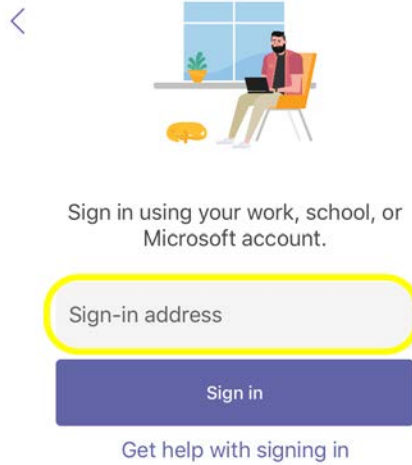 Sign in using your work, school, or
Microsoft account.
Sign-in address
Sign in
Get help with signing in